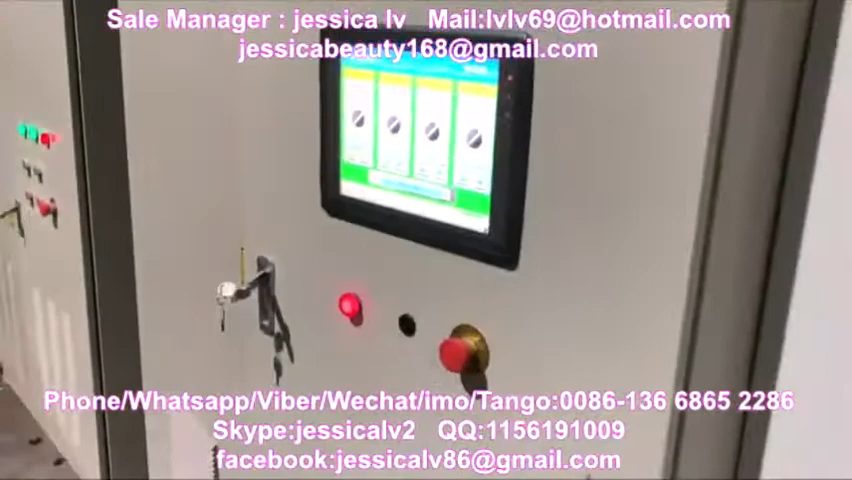 Sale Manager : jessica lv Mail:lvlv69@hotmail.com
jessicabeauty168@gmail.com
Phone/Whatsapp/Viber/Wechat/imo/Tango:0086-136 6865 2286
Skype:jessicalv2 QQ:1156191009
facebook:jessicalv86@gmail.com